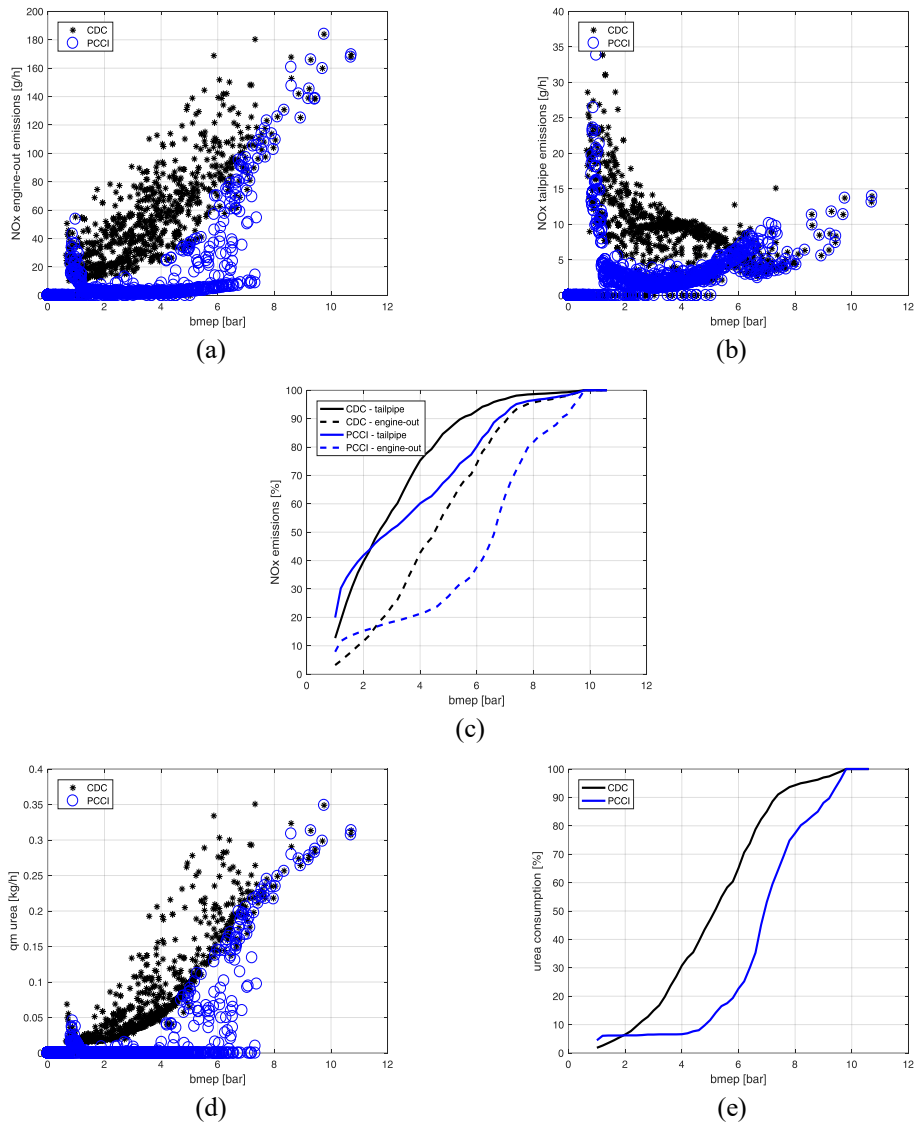 200
180
160
140
120
100
80
60
40
20
0
NOx engine-out emissions [g/h]
CDC
PCCI
0 2 4 6 8 10 12
bmep [bar]
(a)
40
35
30
25
20
15
10
5
0
NOx tailpipe emissions [g/h]
CDC
PCCI
0 2 4 6 8 10 12
bmep [bar]
(b)
100
90
80
70
60
50
40
30
20
10
0
NOx emissions [%]
CDC - tailpipe
CDC - engine-out
PCCI - tailpipe
PCCI - engine-out
0 2 4 6 8 10 12
bmep [bar]
(c)
0.4
0.35
0.3
0.25
0.2
0.15
0.1
0.05
0
qm urea [kg/h]
CDC
PCCI
0 2 4 6 8 10 12
bmep [bar]
(d)
100
90
80
70
60
50
40
30
20
10
0
urea consumption [%]
CDC
PCCI
0 2 4 6 8 10 12
bmep [bar]
(e)